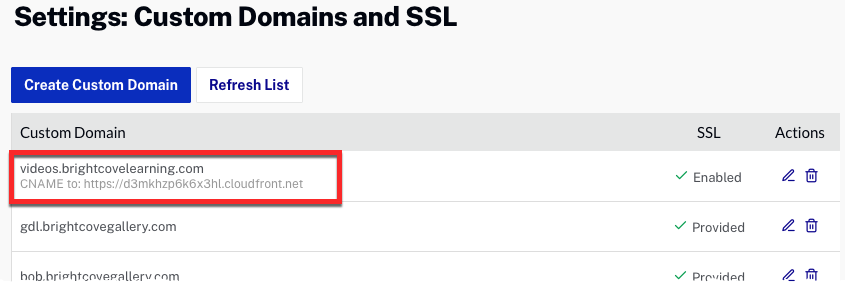 Settings: Custom Domains and SSL
Create Custom Domain Refresh List
Custom Domain SSL Actions
videos.brightcovelearning.com
CNAME to: https://d3mkhzp6k6x3hl.cloudfront.net
Enabled
gdl.brightcovegallery.com Provided
bob.brightcovegallery.com Provided